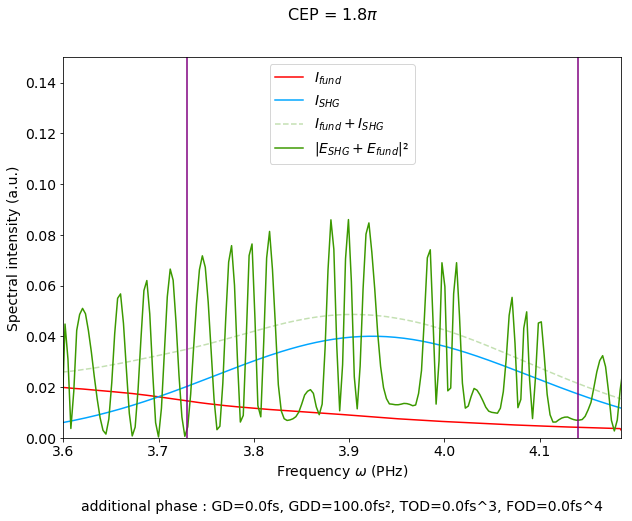 CEP = 1.8π
0.14
0.12
0.10
0.08
0.06
0.04
0.02
0.00
Spectral intensity (a.u.)
I_fund
I_SHG
I_fund + I_SHG
|E_SHG + E_fund|²
3.6 3.7 3.8 3.9 4.0 4.1
Frequency ω (PHz)
additional phase : GD=0.0fs, GDD=100.0fs², TOD=0.0fs^3, FOD=0.0fs^4